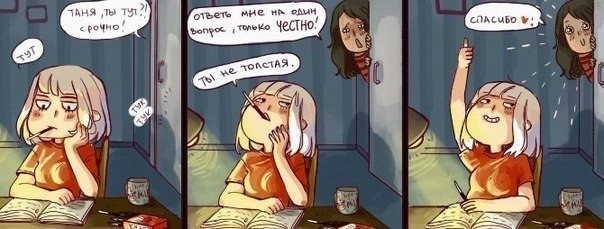 ТАНЯ, ТЫ ТУТ?!
СРОЧНО!
ТУТ
ТУК
ТУК
ОТВЕТЬ МНЕ НА ОДИН
ВОПРОС, ТОЛЬКО ЧЕСТНО!
ТЫ НЕ ТОЛСТАЯ.
СПАСИБО!